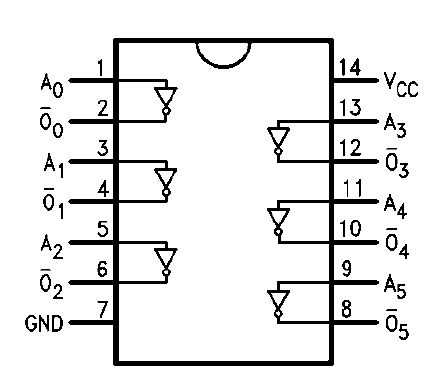 A0 1 14 VCC
Ō0 2 13 A3
A1 3 12 Ō3
Ō1 4 11 A4
A2 5 10 Ō4
Ō2 6 9 A5
GND 7 8 Ō5